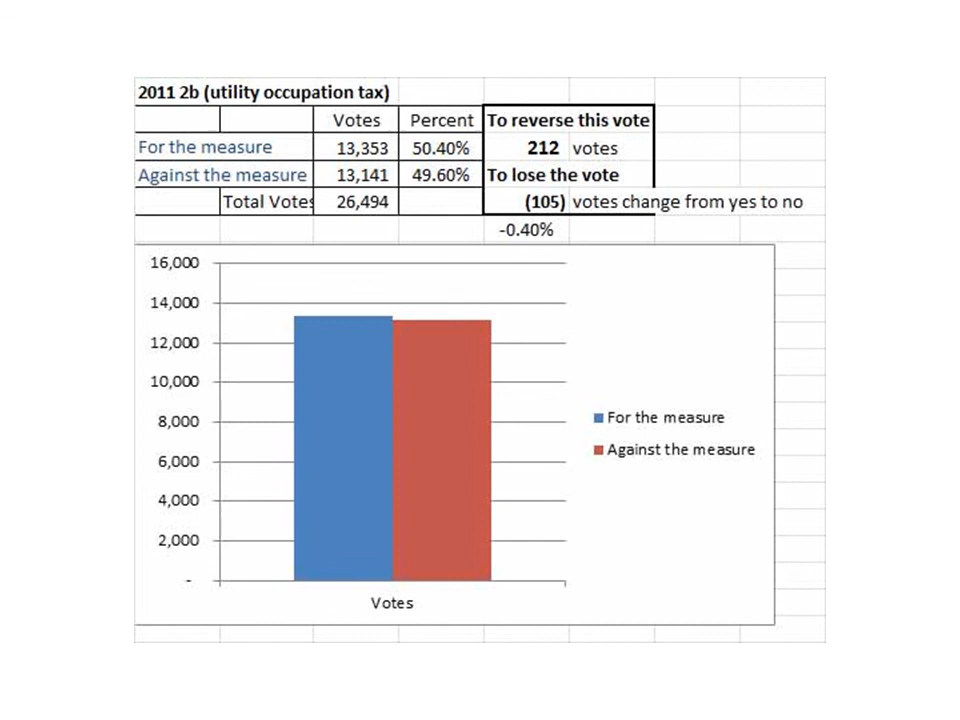 2011 2b (utility occupation tax)
Votes Percent To reverse this vote
For the measure 13,353 50.40% 212 votes
Against the measure 13,141 49.60% To lose the vote
Total Votes 26,494 (105) votes change from yes to no
-0.40%
16,000
14,000
12,000
10,000
8,000
6,000
4,000
2,000
-
Votes
For the measure
Against the measure